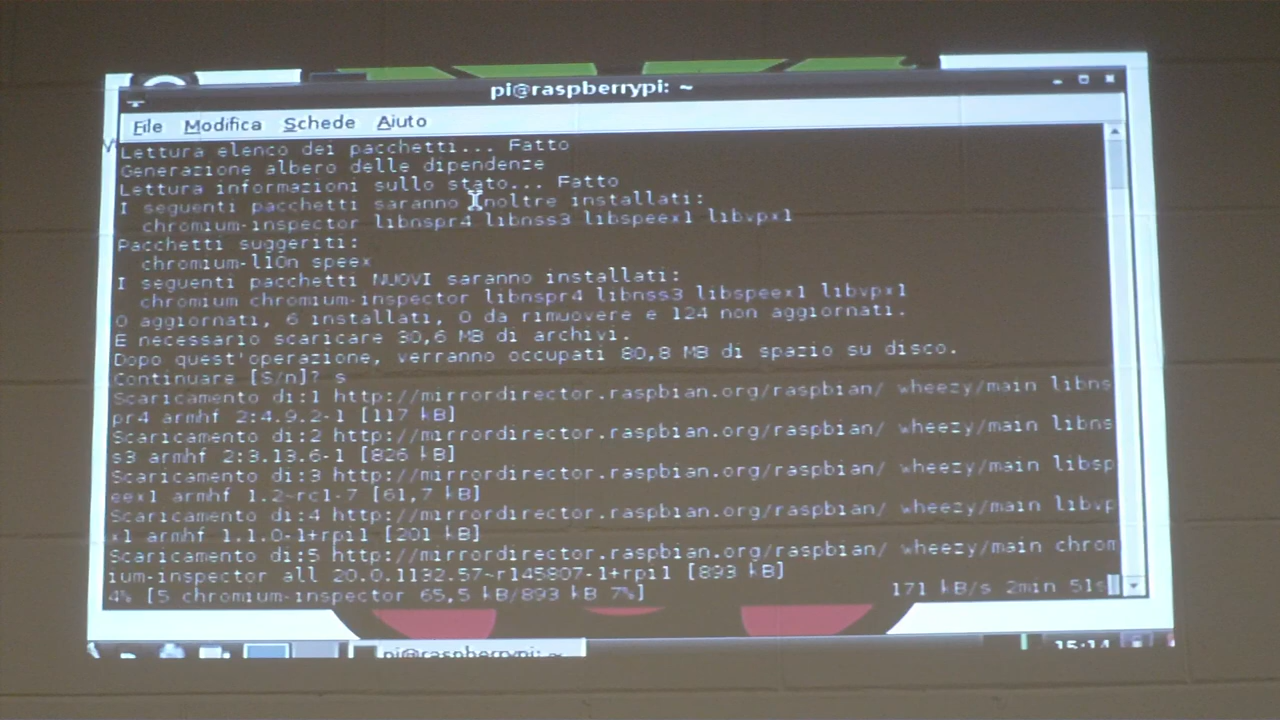 pi@raspberrypi: ~
File Modifica Schede Aiuto
Lettura elenco dei pacchetti... Fatto
Generazione albero delle dipendenze
Lettura informazioni sullo stato... Fatto
I seguenti pacchetti saranno inoltre installati:
chromium-inspector libnspr4 libnss3 libspeex1 libvpx1
Pacchetti suggeriti:
chromium-l10n speex
I seguenti pacchetti NUOVI saranno installati:
chromium chromium-inspector libnspr4 libnss3 libspeex1 libvpx1
0 aggiornati, 6 installati, 0 da rimuovere e 124 non aggiornati.
È necessario scaricare 30,6 MB di archivi.
Dopo quest'operazione, verranno occupati 80,8 MB di spazio su disco.
Continuare [S/n]? s
Scaricamento di:1 http://mirrordirector.raspbian.org/raspbian/ wheezy/main libns
pr4 armhf 2:4.9.2-1 [117 kB]
Scaricamento di:2 http://mirrordirector.raspbian.org/raspbian/ wheezy/main libns
s3 armhf 2:3.13.6-1 [826 kB]
Scaricamento di:3 http://mirrordirector.raspbian.org/raspbian/ wheezy/main libsp
eex1 armhf 1.2~rc1-7 [61,7 kB]
Scaricamento di:4 http://mirrordirector.raspbian.org/raspbian/ wheezy/main libvp
x1 armhf 1.1.0-1+rpi1 [201 kB]
Scaricamento di:5 http://mirrordirector.raspbian.org/raspbian/ wheezy/main chrom
ium-inspector all 20.0.1132.57~r145807-1+rpi1 [893 kB]
4% [5 chromium-inspector 65,5 kB/893 kB 7%] 171 kB/s 2min 51s
pi@raspberrypi: ~ 15:14